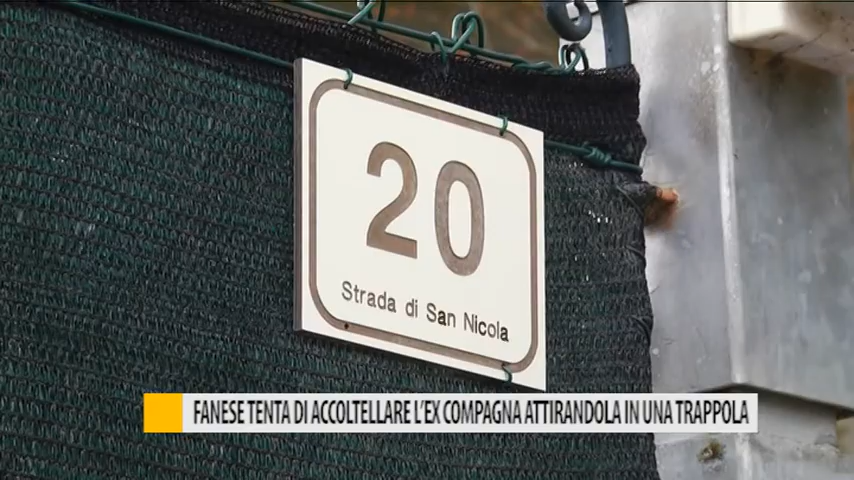 20
Strada di San Nicola
FANESE TENTA DI ACCOLTELLARE L'EX COMPAGNA ATTIRANDOLA IN UNA TRAPPOLA